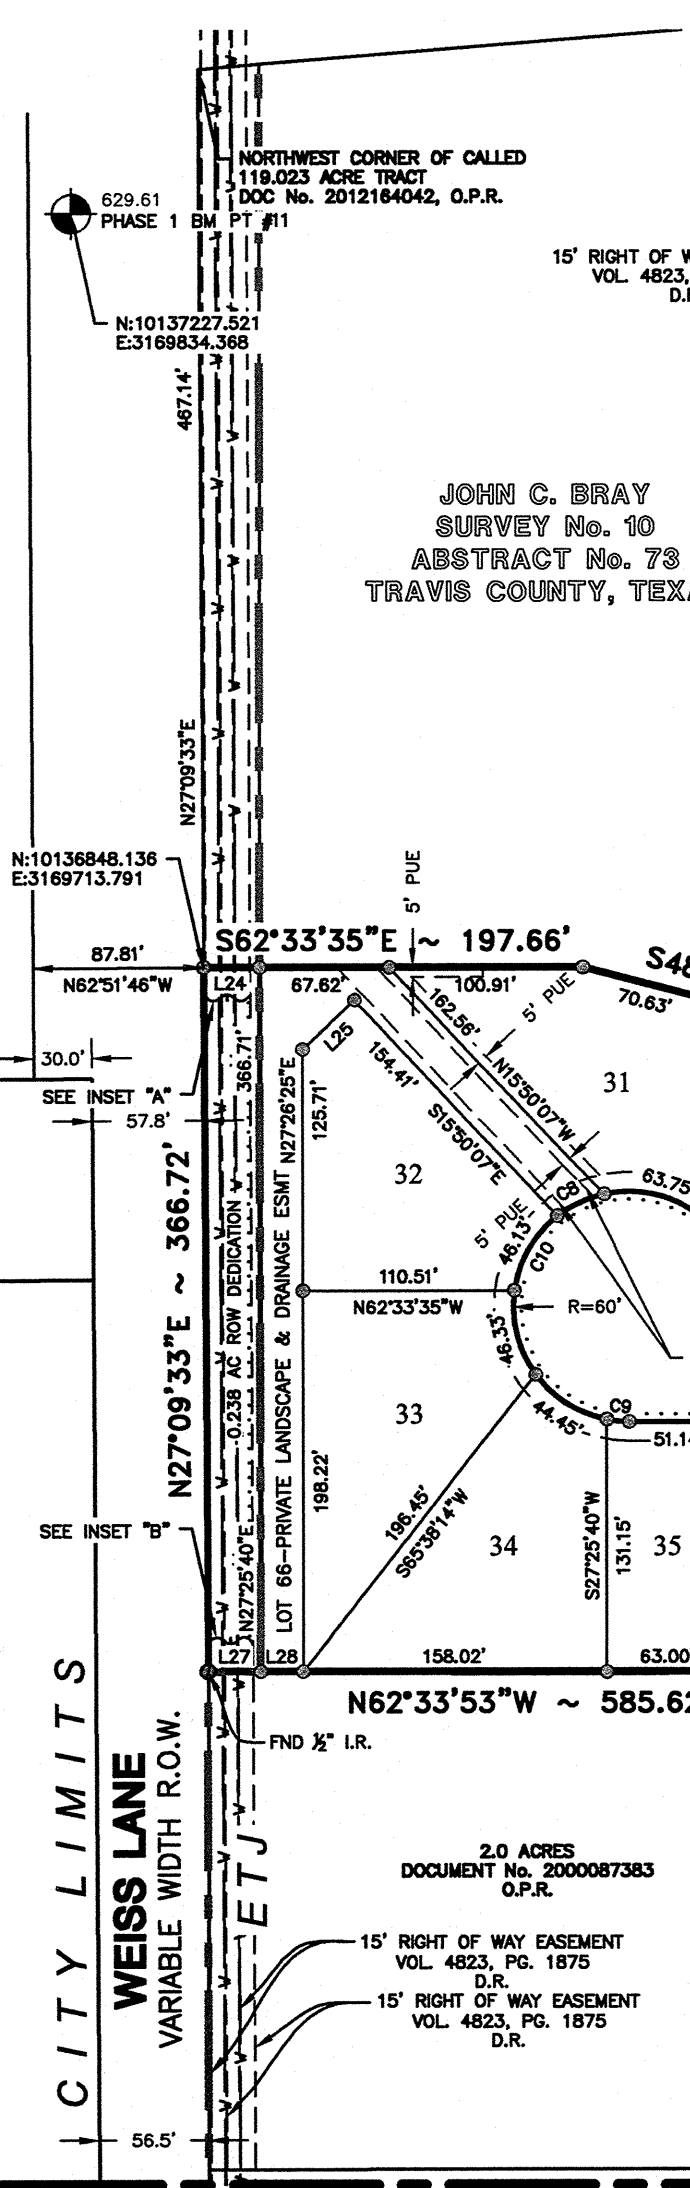 NORTHWEST CORNER OF CALLED
119.023 ACRE TRACT
DOC No. 2012164042, O.P.R.
629.61
PHASE 1 BM PT #11
15' RIGHT OF W
VOL. 4823,
D.
N:10137227.521
E:3169834.368
467.14'
JOHN C. BRAY
SURVEY No. 10
ABSTRACT No. 73
TRAVIS COUNTY, TEXA
N27°09'33"E
N:10136848.136
E:3169713.791
5' PUE
S62°33'35"E ~ 197.66'
87.81'
N62°51'46"W
L24
67.62'
100.91'
S48
70.63'
162.56'
N15°50'07"W
5' PUE
L25
154.41'
S15°50'07"E
30.0'
SEE INSET "A"
57.8'
366.71'
N27°26'25"E
125.71'
31
32
63.75
C8
5' PUE
46.13'
C10
110.51'
N62°33'35"W
R=60'
46.33'
N27°09'33"E ~ 366.72'
0.238 AC ROW DEDICATION
LOT 66-PRIVATE LANDSCAPE & DRAINAGE ESMT
33
44.45'
C9
51.14
198.22'
196.45'
S65°38'14"W
SEE INSET "B"
N27°25'40"E
34
S27°25'40"W
131.15'
35
L27
L28
158.02'
63.00
N62°33'53"W ~ 585.62
FND ½" I.R.
CITY LIMITS
WEISS LANE
VARIABLE WIDTH R.O.W.
ETJ
2.0 ACRES
DOCUMENT No. 2000087383
O.P.R.
15' RIGHT OF WAY EASEMENT
VOL. 4823, PG. 1875
D.R.
15' RIGHT OF WAY EASEMENT
VOL. 4823, PG. 1875
D.R.
56.5'